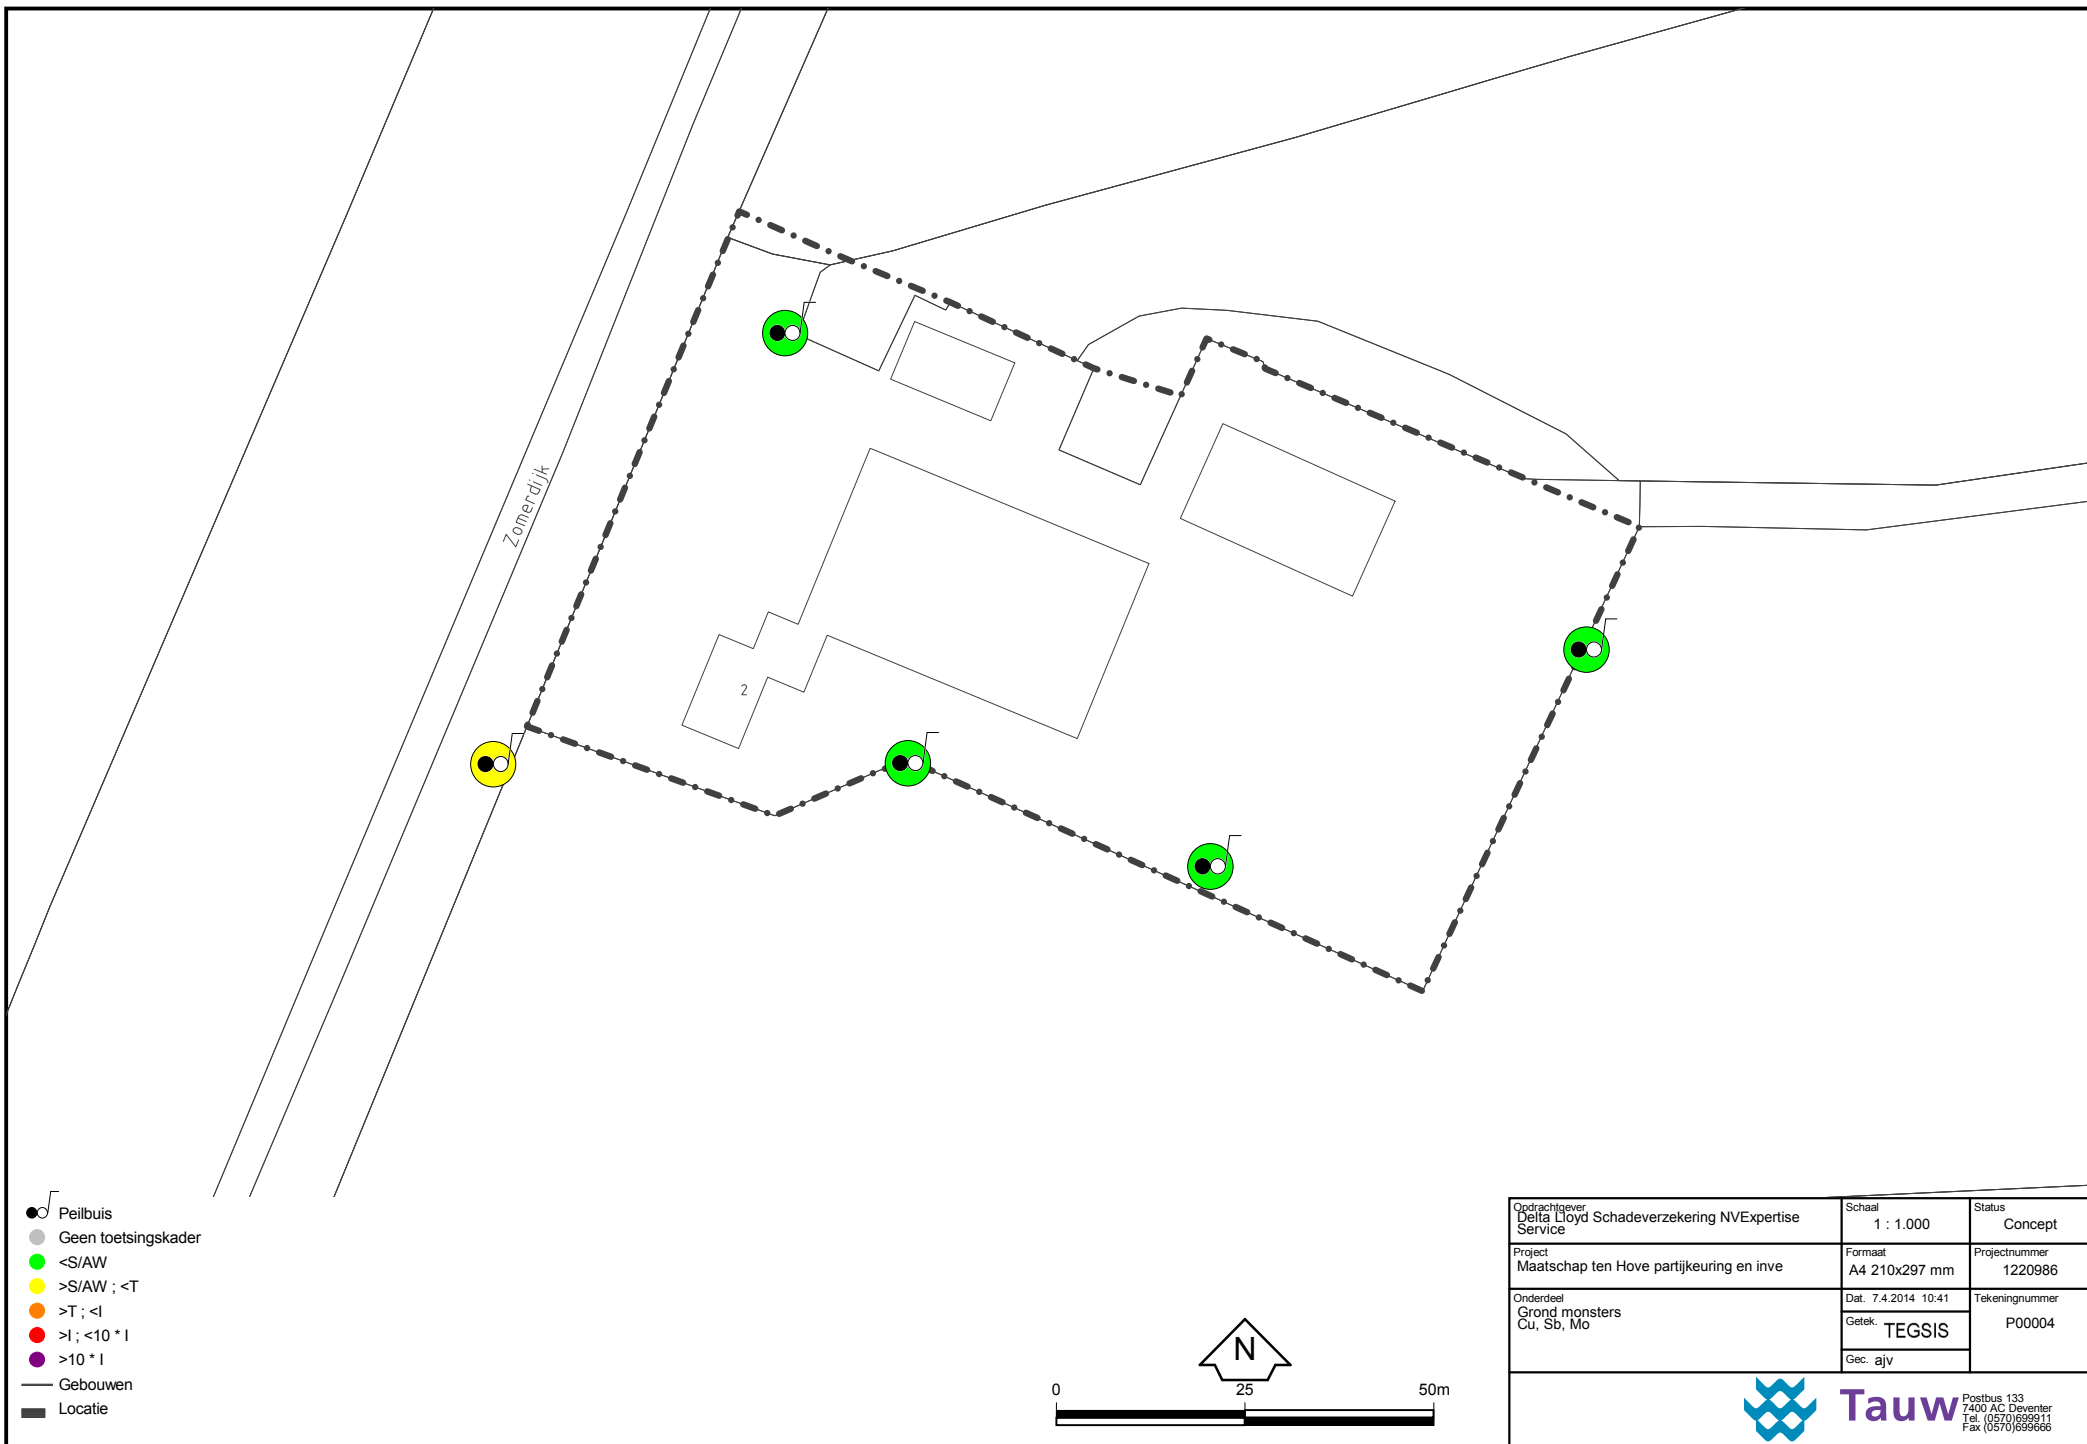 Zomerdijk
2
Peilbuis
Geen toetsingskader
<S/AW
>S/AW ; <T
>T ; <I
>I ; <10 * I
>10 * I
Gebouwen
Locatie
N
0 25 50m
Opdrachtgever
Delta Lloyd Schadeverzekering NVExpertise
Service
Schaal
1 : 1.000
Status
Concept
Project
Maatschap ten Hove partijkeuring en inve
Formaat
A4 210x297 mm
Projectnummer
1220986
Onderdeel
Grond monsters
Cu, Sb, Mo
Dat. 7.4.2014 10:41
Getek. TEGSIS
Gec. ajv
Tekeningnummer
P00004
Tauw
Postbus 133
7400 AC Deventer
Tel. (0570)699911
Fax (0570)699666